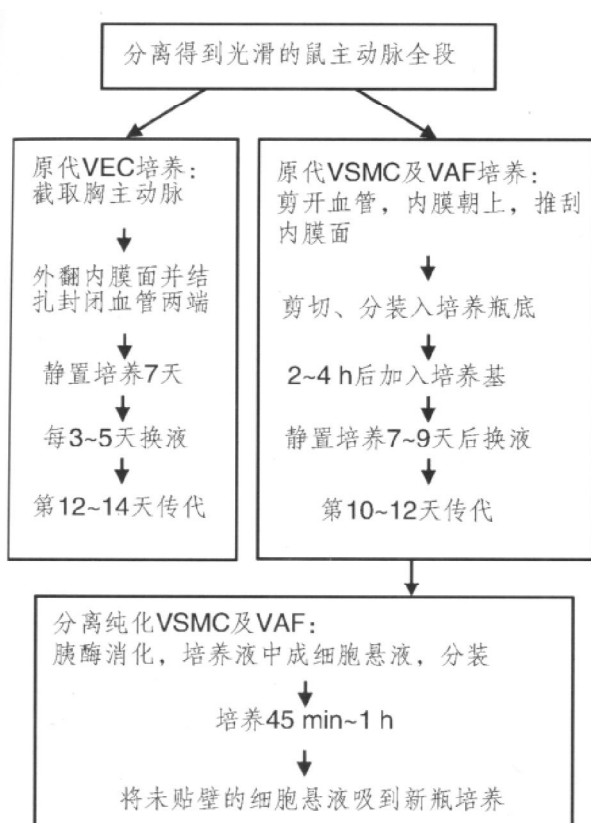 分离得到光滑的鼠主动脉全段
原代VEC培养：
截取胸主动脉
外翻内膜面并结
扎封闭血管两端
静置培养7天
每3~5天换液
第12~14天传代
原代VSMC及VAF培养：
剪开血管，内膜朝上，推刮
内膜面
剪切、分装入培养瓶底
2~4 h后加入培养基
静置培养7~9天后换液
第10~12天传代
分离纯化VSMC及VAF：
胰酶消化，培养液中成细胞悬液，分装
培养45 min~1 h
将未贴壁的细胞悬液吸到新瓶培养